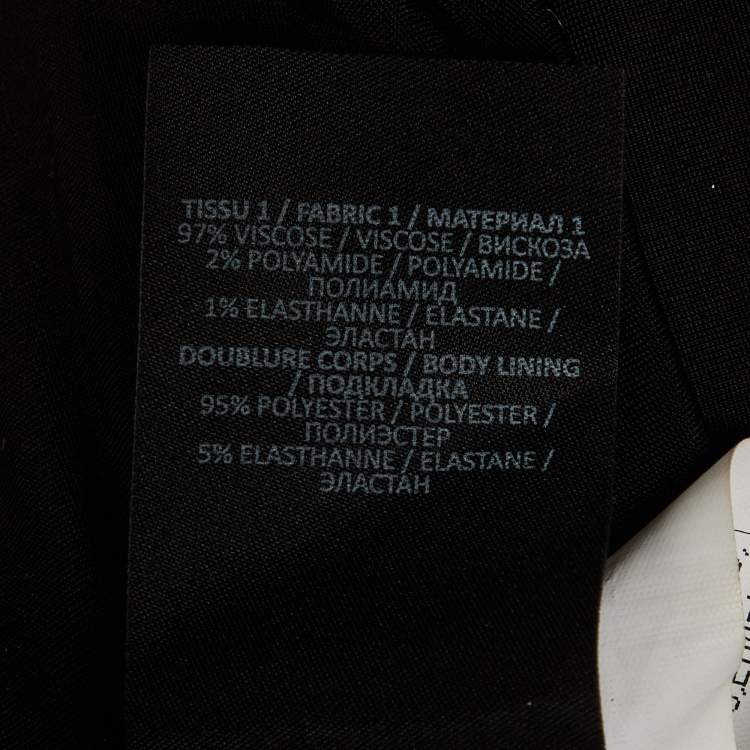 TISSU 1 / FABRIC 1 / МАТЕРИАЛ 1
97% VISCOSE / VISCOSE / ВИСКОЗА
2% POLYAMIDE / POLYAMIDE /
ПОЛИАМИД
1% ELASTHANNE / ELASTANE /
ЭЛАСТАН
DOUBLURE CORPS / BODY LINING
/ ПОДКЛАДКА
95% POLYESTER / POLYESTER /
ПОЛИЭСТЕР
5% ELASTHANNE / ELASTANE /
ЭЛАСТАН